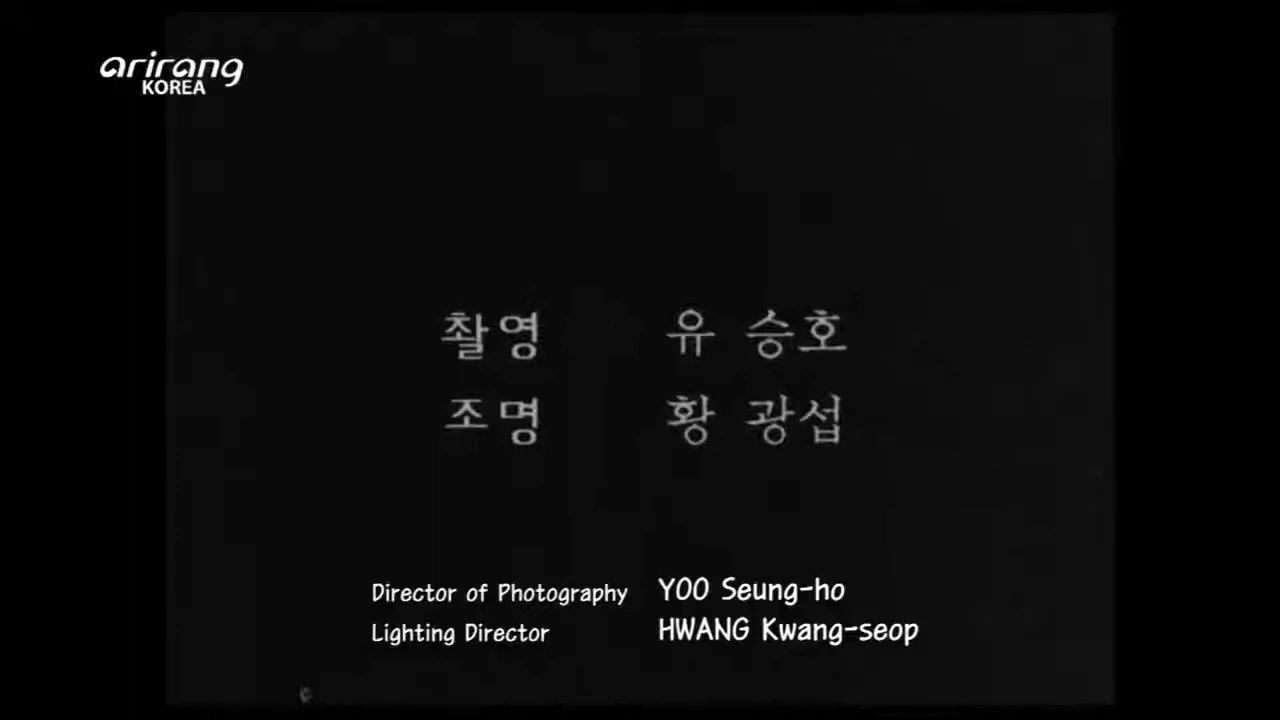 arirang
KOREA
촬영 유 승호
조명 황 광섭
Director of Photography YOO Seung-ho
Lighting Director HWANG Kwang-seop